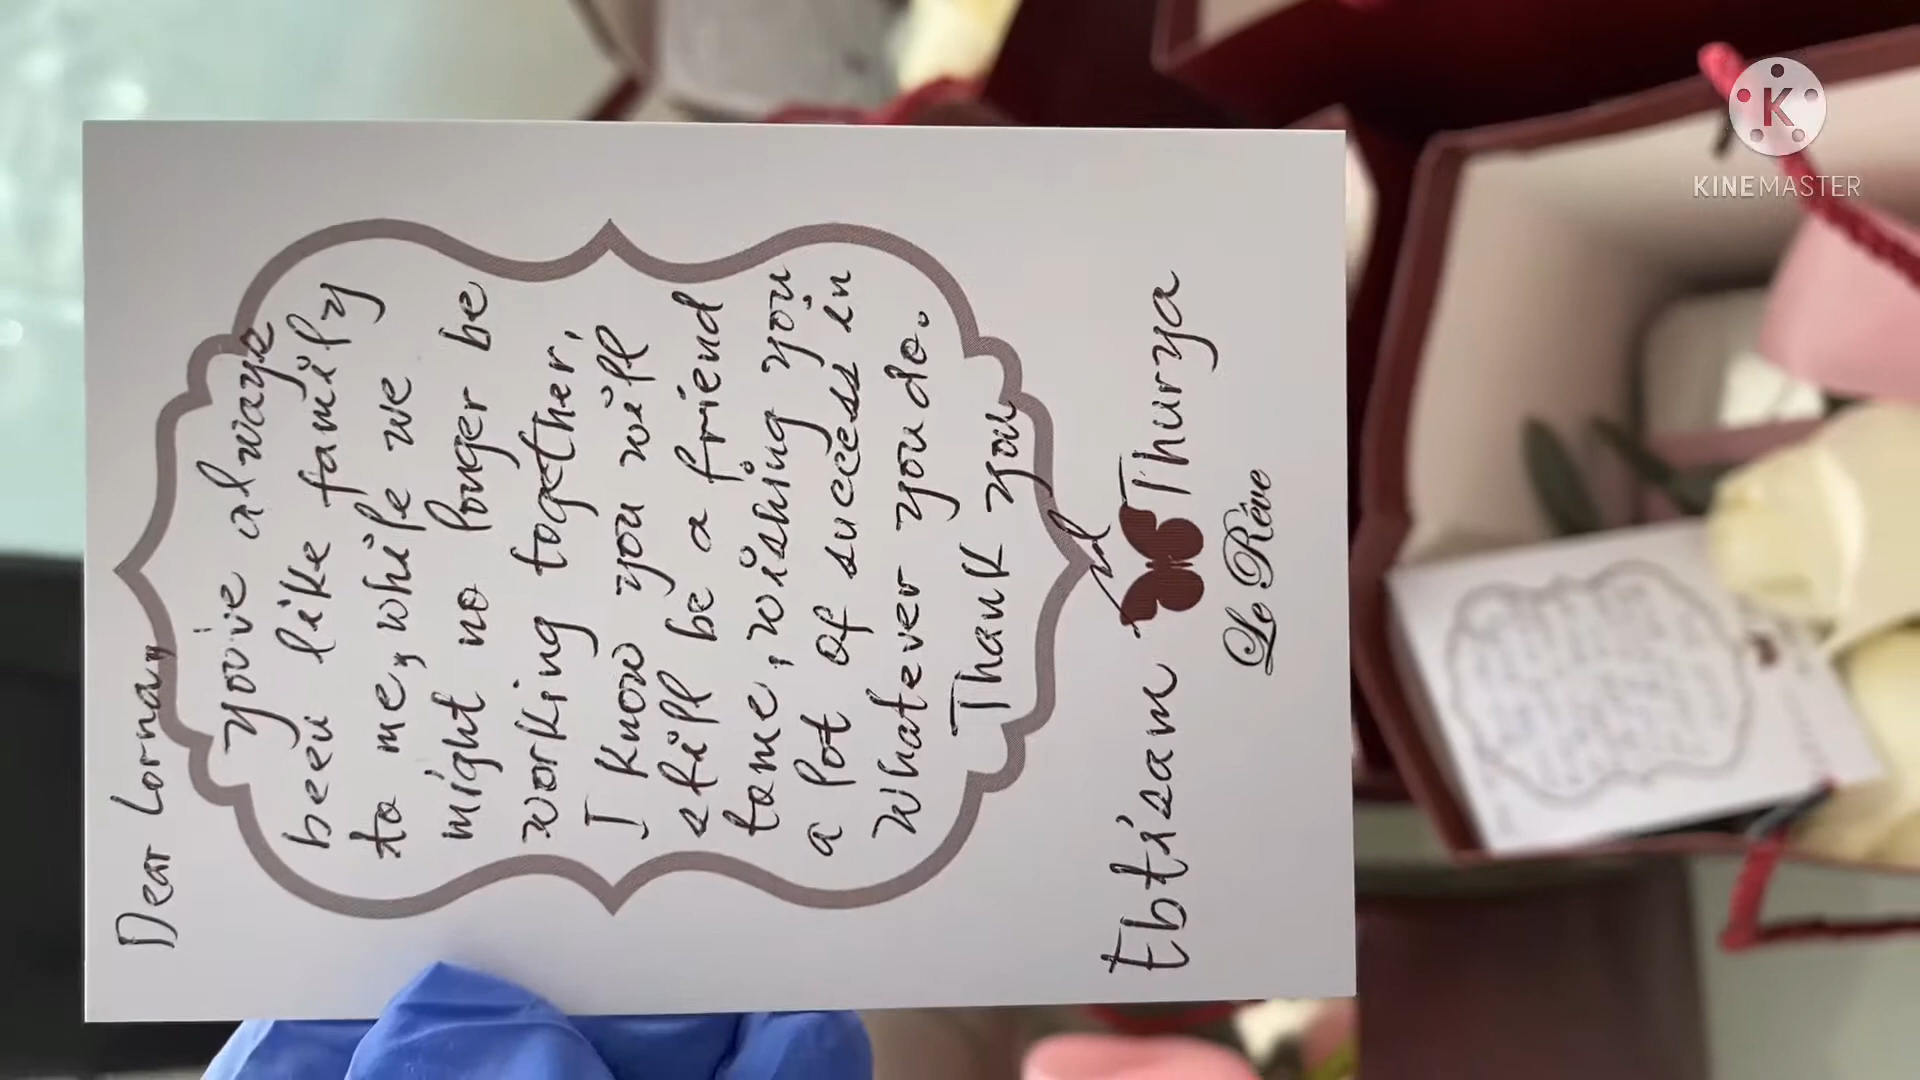 Dear Lorna,,
you've always
been like family
to me, while we
might no longer be
working together,
I know you will
still be a friend
tome, wishing you
a lot of success in
whatever you do.
Thank you
Ebtisam nd Thurya
Le Rêve
KINEMASTER